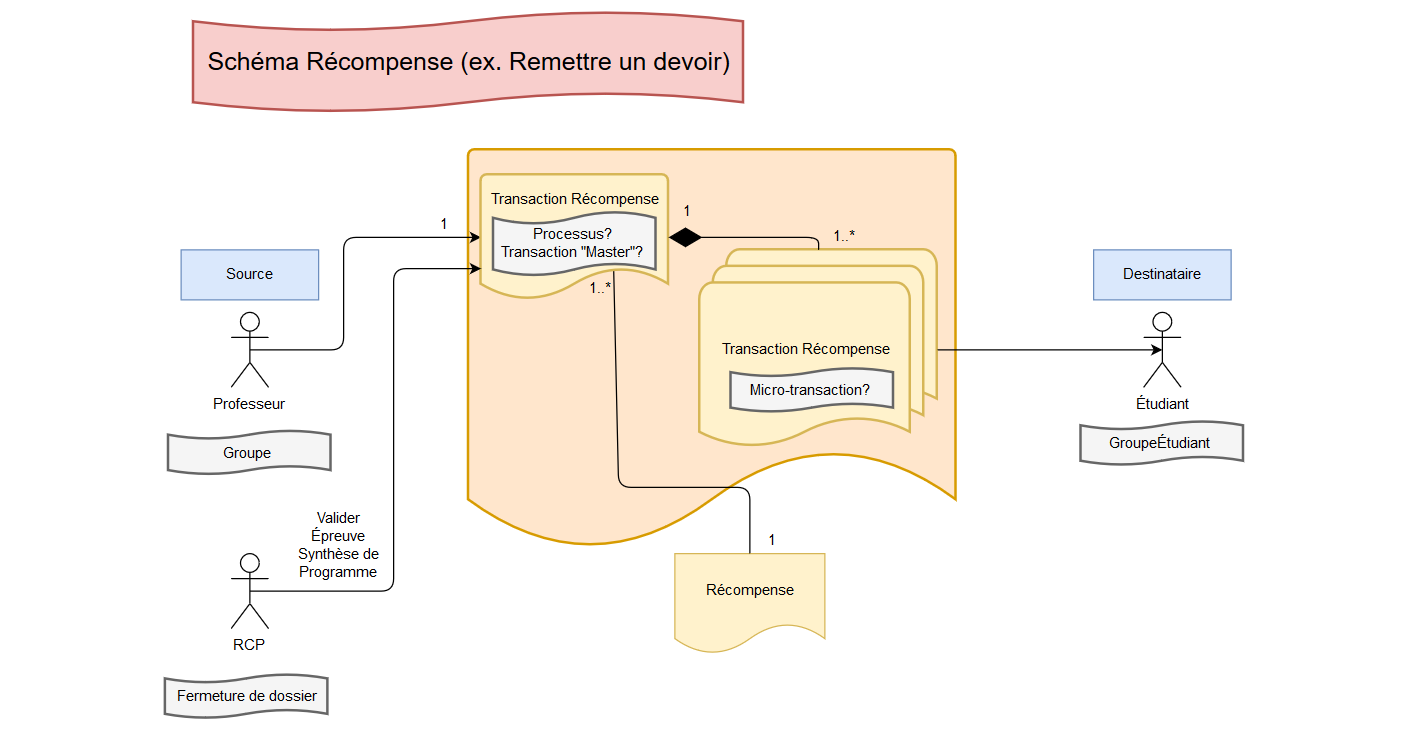 Schéma Récompense (ex. Remettre un devoir)
Transaction Récompense
Processus?
Transaction "Master"?
1
1
1..*
1..*
Source
Professeur
Groupe
Transaction Récompense
Micro-transaction?
Destinataire
Étudiant
GroupeÉtudiant
Valider
Épreuve
Synthèse de
Programme
RCP
Fermeture de dossier
1
Récompense